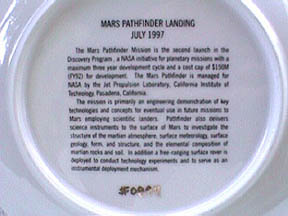 MARS PATHFINDER LANDING
JULY 1997
The Mars Pathfinder Mission is the second launch in the
Discovery Program, a NASA initiative for planetary missions with a
maximum three year development cycle and a cost cap of $150M
(FY92) for development. The Mars Pathfinder is managed for
NASA by the Jet Propulsion Laboratory, California Institute of
Technology, Pasadena, California.
The mission is primarily an engineering demonstration of key
technologies and concepts for eventual use in future missions to
Mars employing scientific landers. Pathfinder also delivers
science instruments to the surface of Mars to investigate the
structure of the martian atmosphere, surface meteorology, surface
geology, form, and structure, and the elemental composition of
martian rocks and soil. In addition a free-ranging surface rover is
deployed to conduct technology experiments and to serve as an
instrument deployment mechanism.